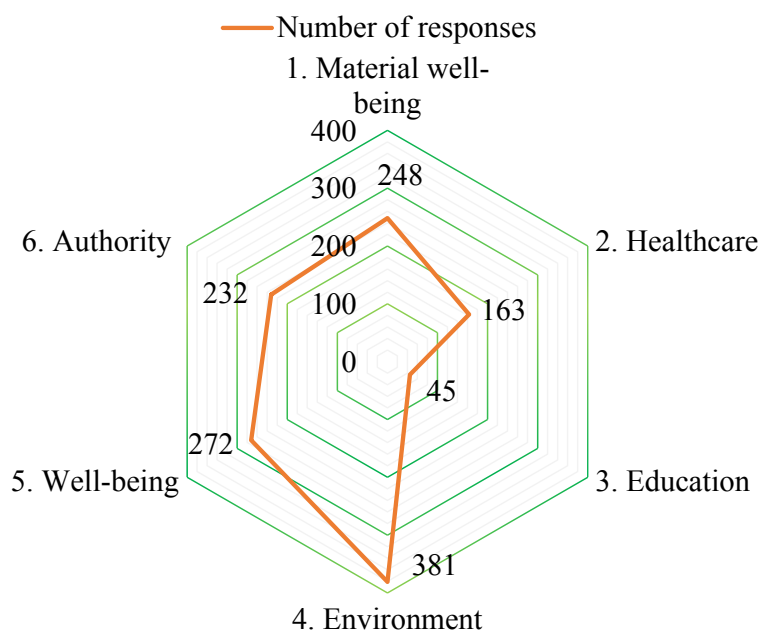 Number of responses
1. Material well-
being
400
248
300
6. Authority
2. Healthcare
200
232
163
100
0
45
272
5. Well-being
3. Education
381
4. Environment